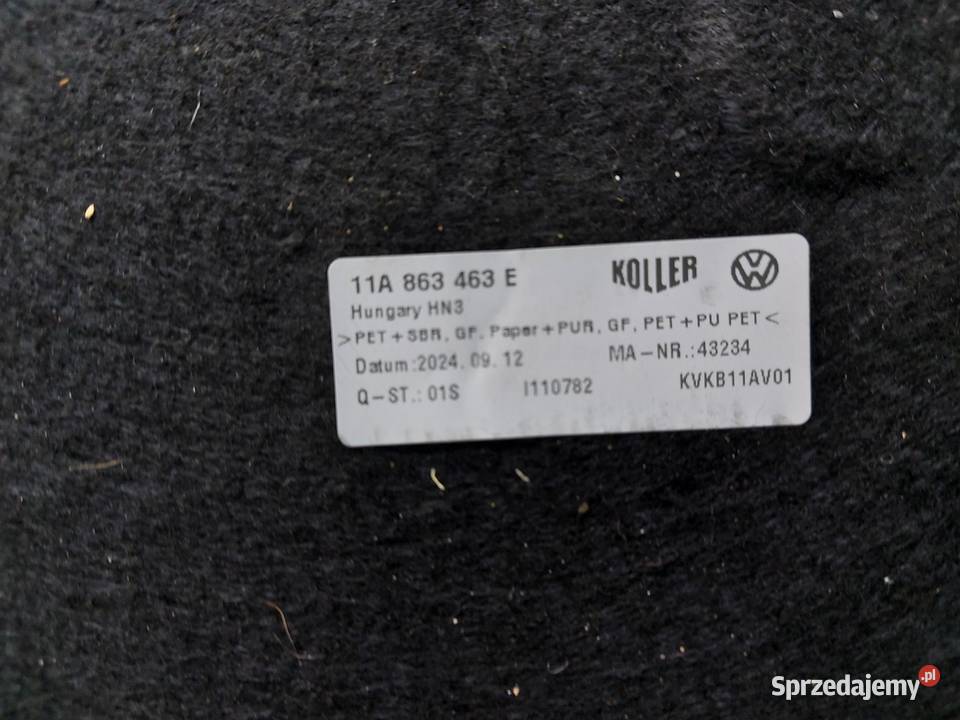 11A 863 463 E KOLLER VW
Hungary HN3
>PET+SBR, GF, Paper+PUR, GF, PET+PU PET<
Datum:2024. 09. 12 MA-NR.:43234
Q-ST.: 01S I110782 KVKB11AV01
Sprzedajemy.pl